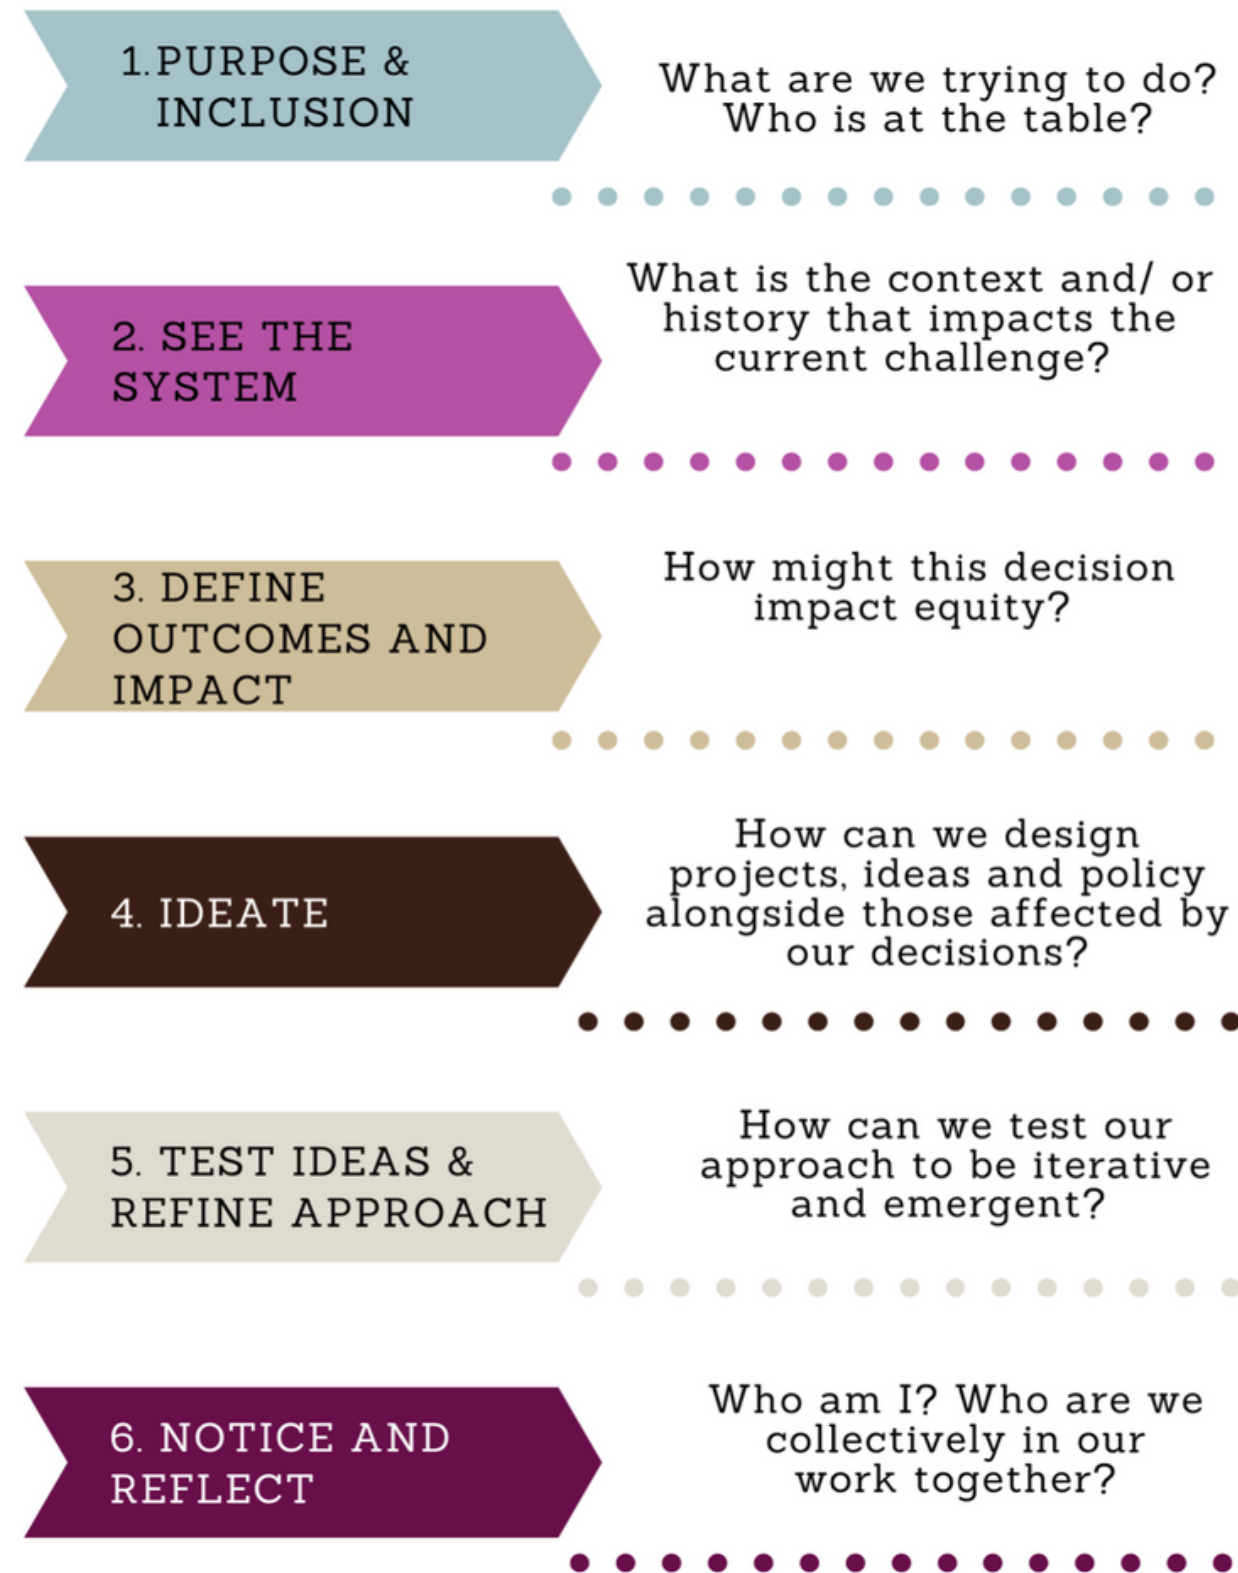 1.PURPOSE &
INCLUSION
What are we trying to do?
Who is at the table?
2. SEE THE
SYSTEM
What is the context and/ or
history that impacts the
current challenge?
3. DEFINE
OUTCOMES AND
IMPACT
How might this decision
impact equity?
4. IDEATE
How can we design
projects, ideas and policy
alongside those affected by
our decisions?
5. TEST IDEAS &
REFINE APPROACH
How can we test our
approach to be iterative
and emergent?
6. NOTICE AND
REFLECT
Who am I? Who are we
collectively in our
work together?